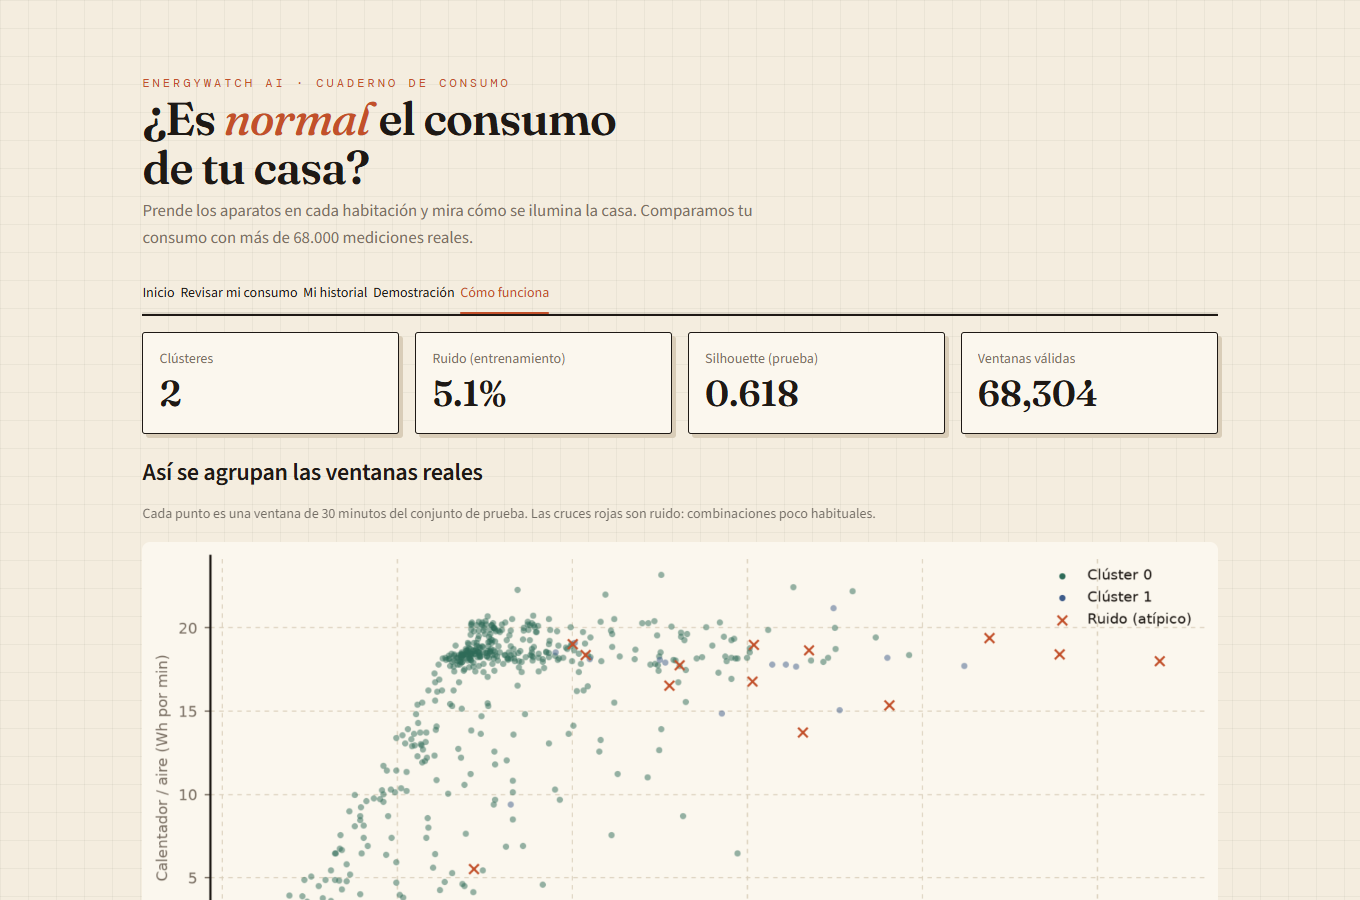 ENERGYWATCH AI · CUADERNO DE CONSUMO
¿Es normal el consumo
de tu casa?
Prende los aparatos en cada habitación y mira cómo se ilumina la casa. Comparamos tu
consumo con más de 68.000 mediciones reales.
Inicio Revisar mi consumo Mi historial Demostración Cómo funciona
Clústeres
2
Ruido (entrenamiento)
5.1%
Silhouette (prueba)
0.618
Ventanas válidas
68,304
Así se agrupan las ventanas reales
Cada punto es una ventana de 30 minutos del conjunto de prueba. Las cruces rojas son ruido: combinaciones poco habituales.
Clúster 0
Clúster 1
Ruido (atípico)
Calentador / aire (Wh por min)
20
15
10
5